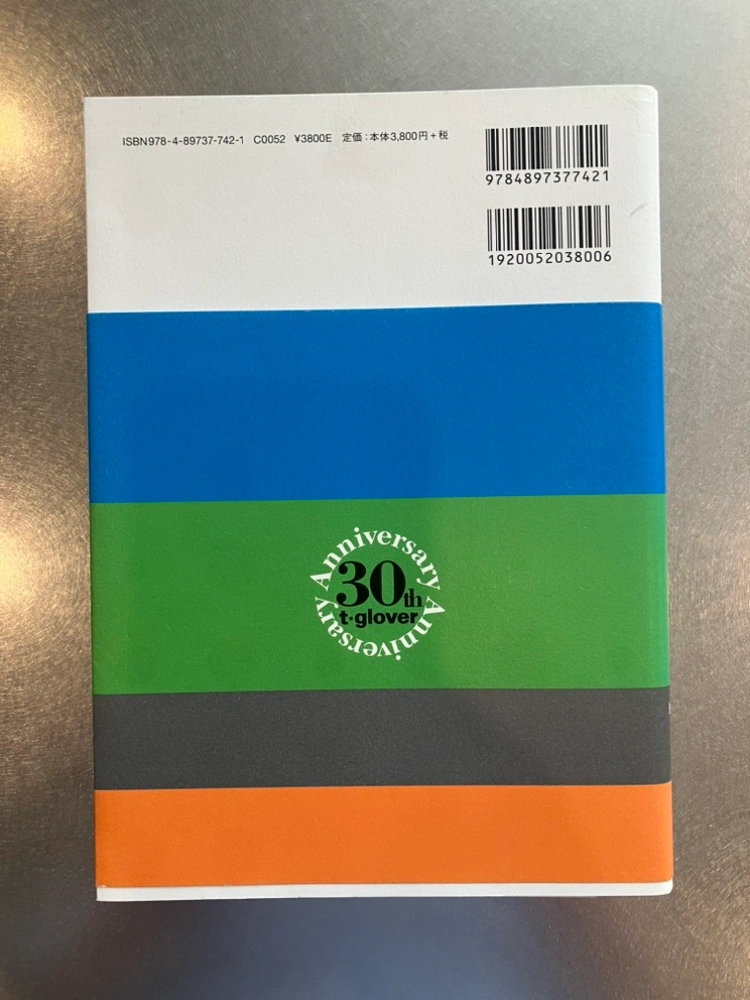 ISBN978-4-89737-742-1 C0052 ¥3800E 定価：本体3,800円＋税
9784897377421
1920052038006
Anniversary
30th
t·glover
Anniversary